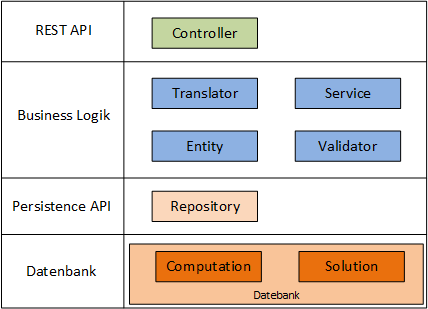 REST API
Controller
Business Logik
Translator
Service
Entity
Validator
Persistence API
Repository
Datenbank
Computation
Solution
Datebank